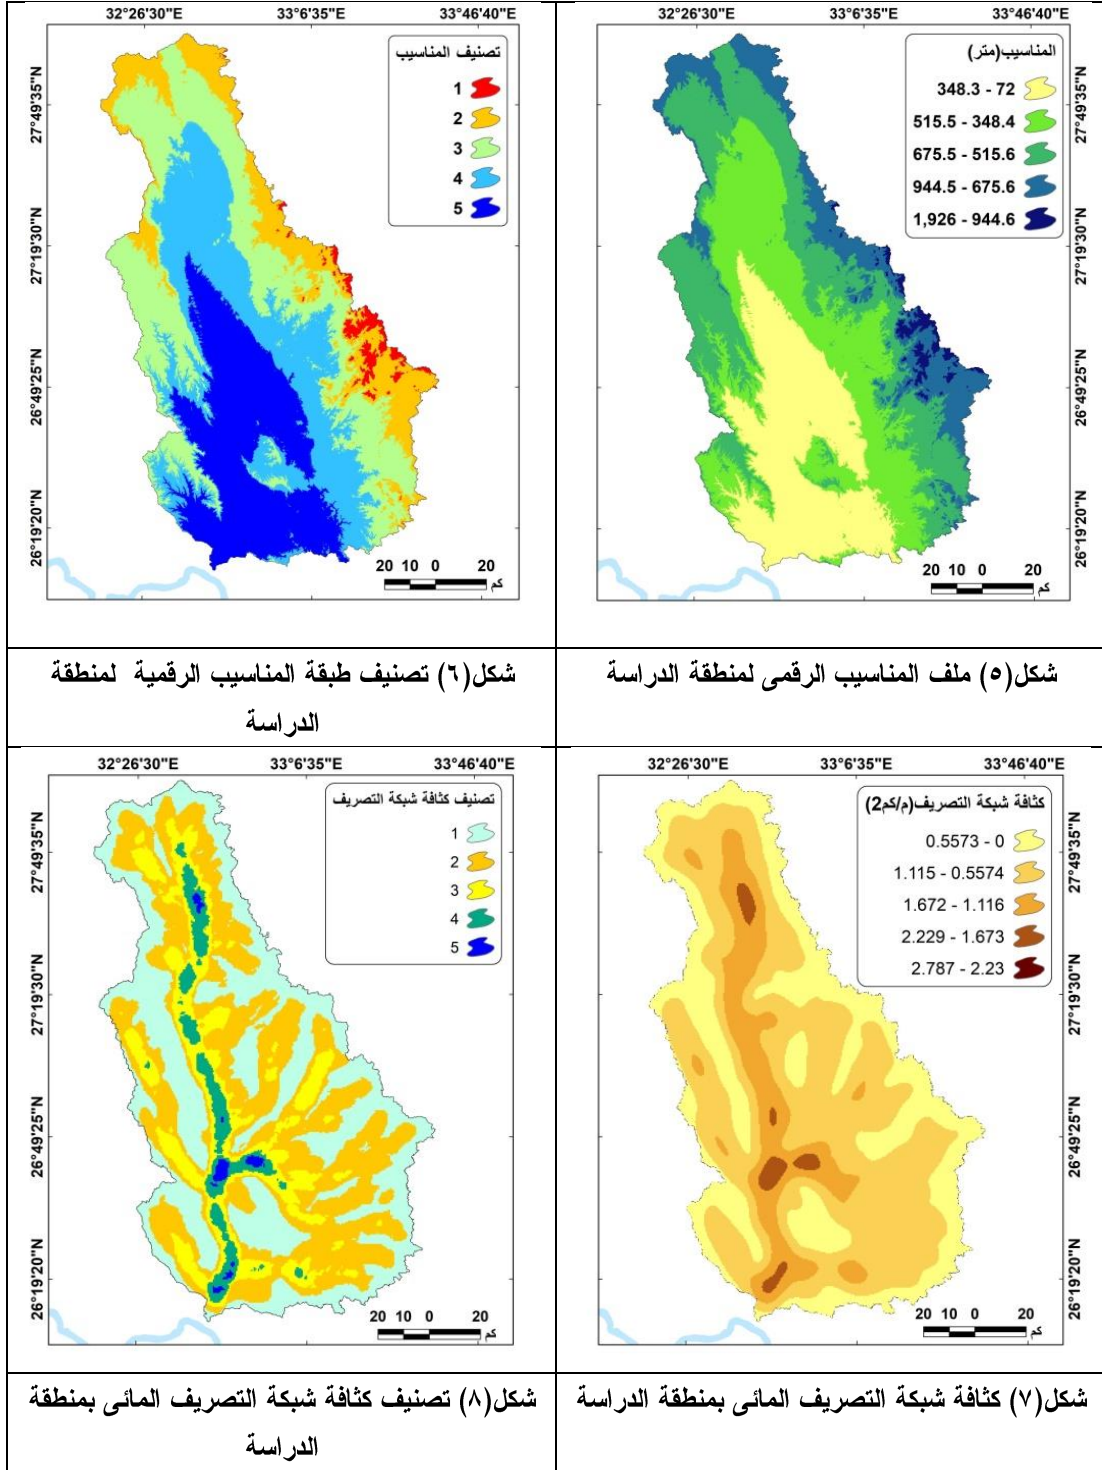 32°26'30"E 33°6'35"E 33°46'40"E
المناسيب(متر)
348.3 - 72
515.5 - 348.4
675.5 - 515.6
944.5 - 675.6
1,926 - 944.6
27°49'35"N
27°19'30"N
26°49'25"N
26°19'20"N
20 10 0 20
كم
شكل(٥) ملف المناسيب الرقمى لمنطقة الدراسة
32°26'30"E 33°6'35"E 33°46'40"E
تصنيف المناسيب
1
2
3
4
5
27°49'35"N
27°19'30"N
26°49'25"N
26°19'20"N
20 10 0 20
كم
شكل(٦) تصنيف طبقة المناسيب الرقمية لمنطقة
الدراسة
32°26'30"E 33°6'35"E 33°46'40"E
كثافة شبكة التصريف(م/كم2)
0.5573 - 0
1.115 - 0.5574
1.672 - 1.116
2.229 - 1.673
2.787 - 2.23
27°49'35"N
27°19'30"N
26°49'25"N
26°19'20"N
20 10 0 20
كم
شكل(٧) كثافة شبكة التصريف المائى بمنطقة الدراسة
32°26'30"E 33°6'35"E 33°46'40"E
تصنيف كثافة شبكة التصريف
1
2
3
4
5
27°49'35"N
27°19'30"N
26°49'25"N
26°19'20"N
20 10 0 20
كم
شكل(٨) تصنيف كثافة شبكة التصريف المائى بمنطقة
الدراسة